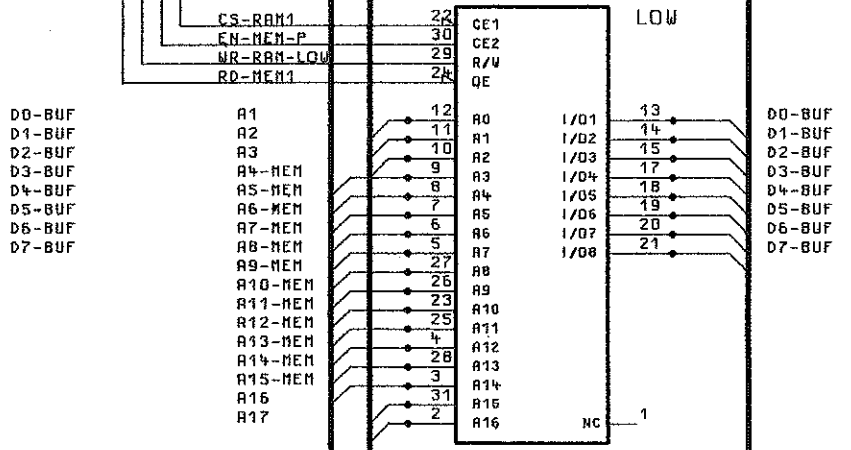 CS-RAM1 22 CE1 LOW
EN-MEM-P 30 CE2
WR-RAM-LOW 29 R/W
RD-MEM1 24 OE
D0-BUF A1 12 A0 I/O1 13 D0-BUF
D1-BUF A2 11 A1 I/O2 14 D1-BUF
D2-BUF A3 10 A2 I/O3 15 D2-BUF
D3-BUF A4-MEM 9 A3 I/O4 17 D3-BUF
D4-BUF A5-MEM 8 A4 I/O5 18 D4-BUF
D5-BUF A6-MEM 7 A5 I/O6 19 D5-BUF
D6-BUF A7-MEM 6 A6 I/O7 20 D6-BUF
D7-BUF A8-MEM 5 A7 I/O8 21 D7-BUF
A9-MEM 27 A8
A10-MEM 26 A9
A11-MEM 23 A10
A12-MEM 25 A11
A13-MEM 4 A12
A14-MEM 28 A13
A15-MEM 3 A14
A16 31 A15
A17 2 A16 NC 1